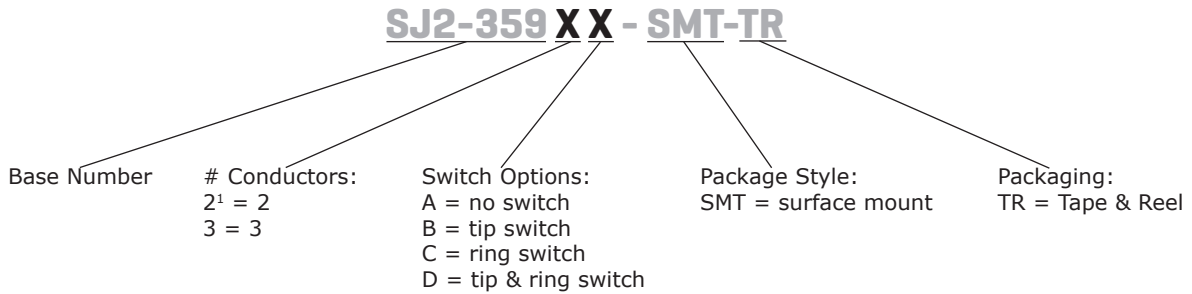 SJ2-359 X X - SMT-TR
Base Number
# Conductors:
2¹ = 2
3 = 3
Switch Options:
A = no switch
B = tip switch
C = ring switch
D = tip & ring switch
Package Style:
SMT = surface mount
Packaging:
TR = Tape & Reel